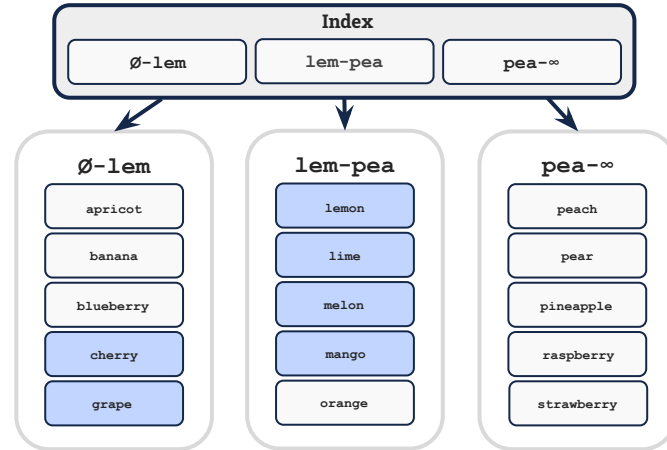 Index
Ø-lem lem-pea pea-∞
Ø-lem
apricot
banana
blueberry
cherry
grape
lem-pea
lemon
lime
melon
mango
orange
pea-∞
peach
pear
pineapple
raspberry
strawberry